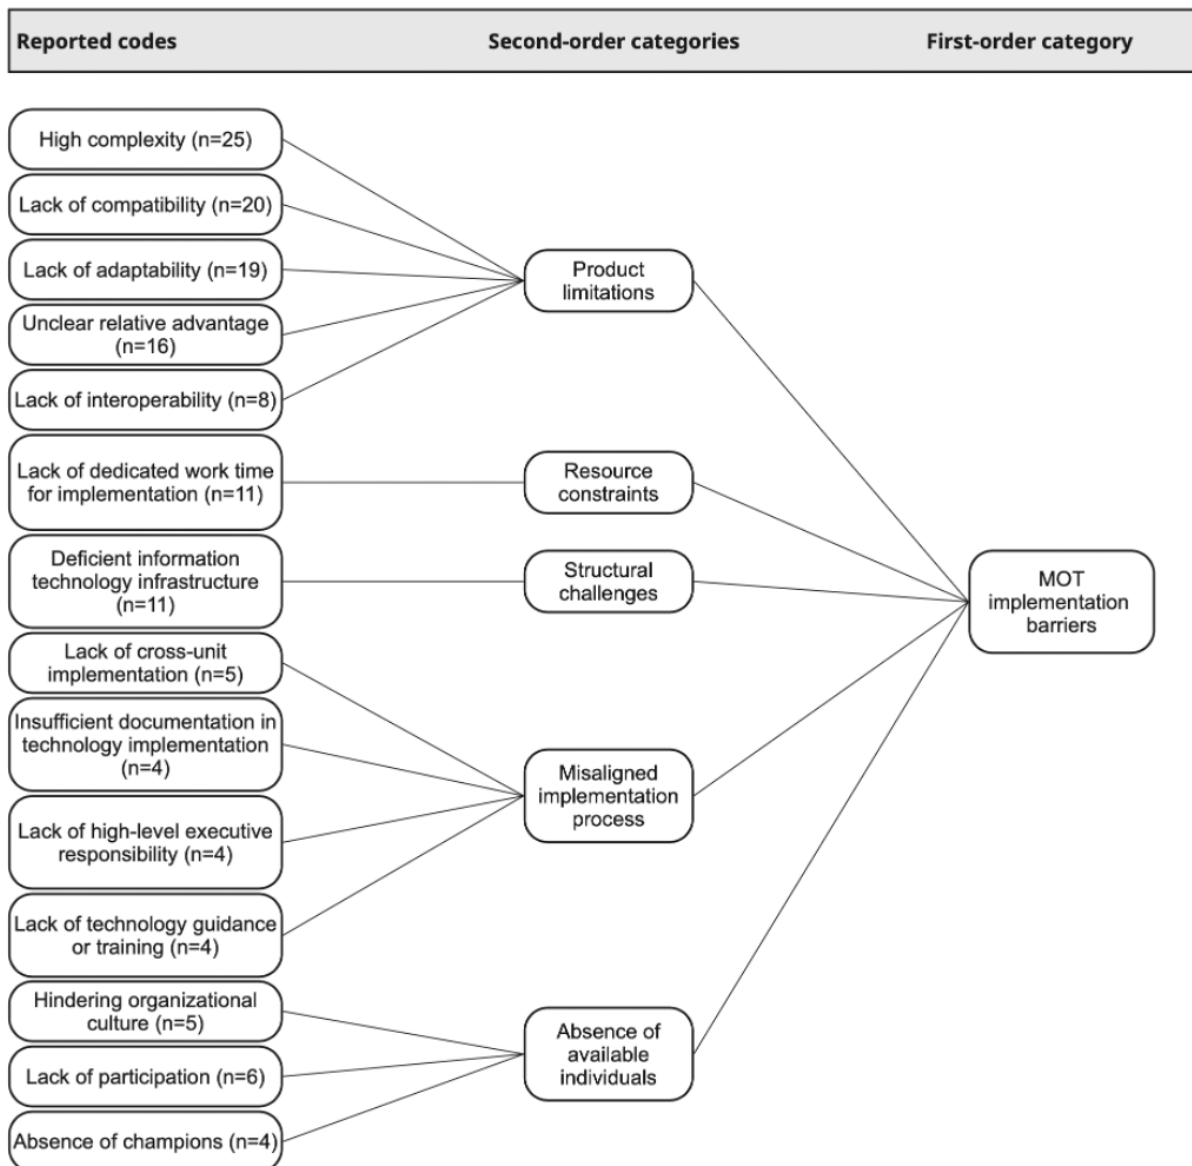 Reported codes
Second-order categories
First-order category
High complexity (n=25)
Lack of compatibility (n=20)
Lack of adaptability (n=19)
Unclear relative advantage
(n=16)
Lack of interoperability (n=8)
Lack of dedicated work time
for implementation (n=11)
Deficient information
technology infrastructure
(n=11)
Lack of cross-unit
implementation (n=5)
Insufficient documentation in
technology implementation
(n=4)
Lack of high-level executive
responsibility (n=4)
Lack of technology guidance
or training (n=4)
Hindering organizational
culture (n=5)
Lack of participation (n=6)
Absence of champions (n=4)
Product
limitations
Resource
constraints
Structural
challenges
Misaligned
implementation
process
Absence of
available
individuals
MOT
implementation
barriers